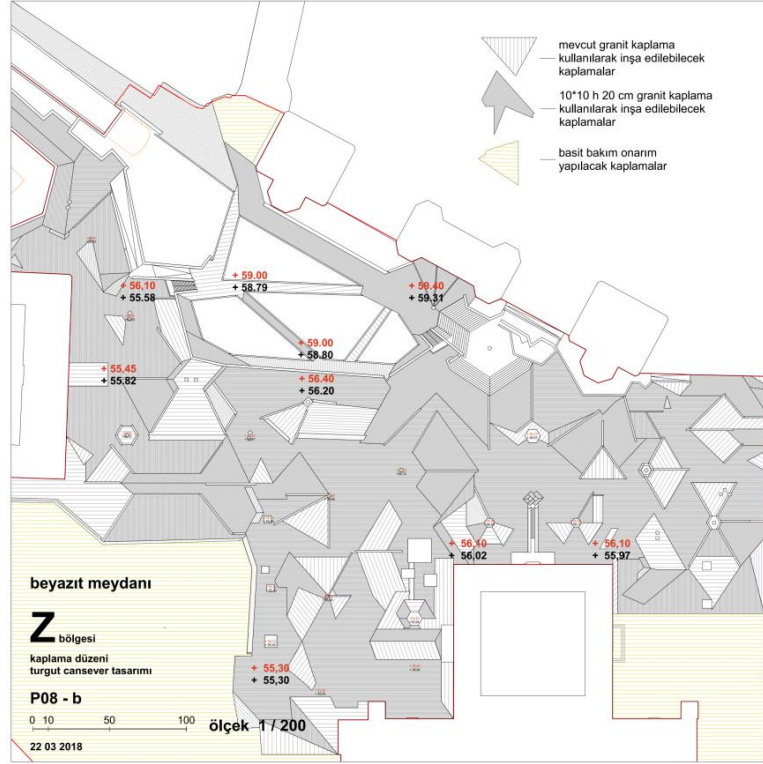 mevcut granit kaplama
kullanılarak inşa edilebilecek
kaplamalar
10*10 h 20 cm granit kaplama
kullanılarak inşa edilebilecek
kaplamalar
basit bakım onarım
yapılacak kaplamalar
+ 56,10
+ 55.58
+ 59.00
+ 58.79
+ 59.40
+ 59.31
+ 59.00
+ 58.80
+ 55,45
+ 55.82
+ 56.40
+ 56.20
+ 56,10
+ 56,02
+ 56,10
+ 55,97
+ 55,30
+ 55,30
beyazıt meydanı
Z bölgesi
kaplama düzeni
turgut cansever tasarımı
P08 - b
0 10 50 100
ölçek 1 / 200
22 03 2018